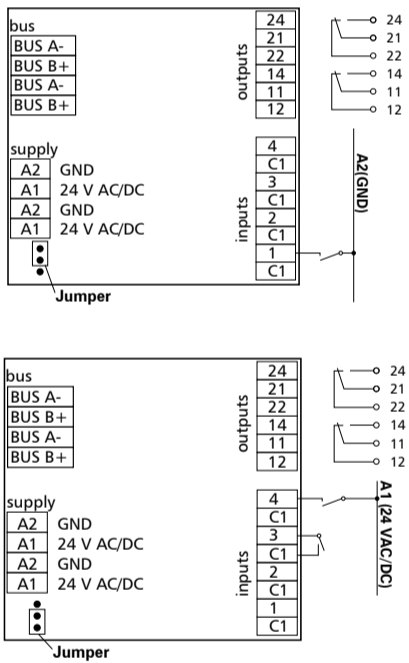 bus
BUS A-
BUS B+
BUS A-
BUS B+
supply
A2 GND
A1 24 V AC/DC
A2 GND
A1 24 V AC/DC
Jumper
outputs
24
21
22
14
11
12
inputs
4
C1
3
C1
2
C1
1
C1
24
21
22
14
11
12
A2(GND)
bus
BUS A-
BUS B+
BUS A-
BUS B+
supply
A2 GND
A1 24 V AC/DC
A2 GND
A1 24 V AC/DC
Jumper
outputs
24
21
22
14
11
12
inputs
4
C1
3
C1
2
C1
1
C1
24
21
22
14
11
12
A1 (24 VAC/DC)